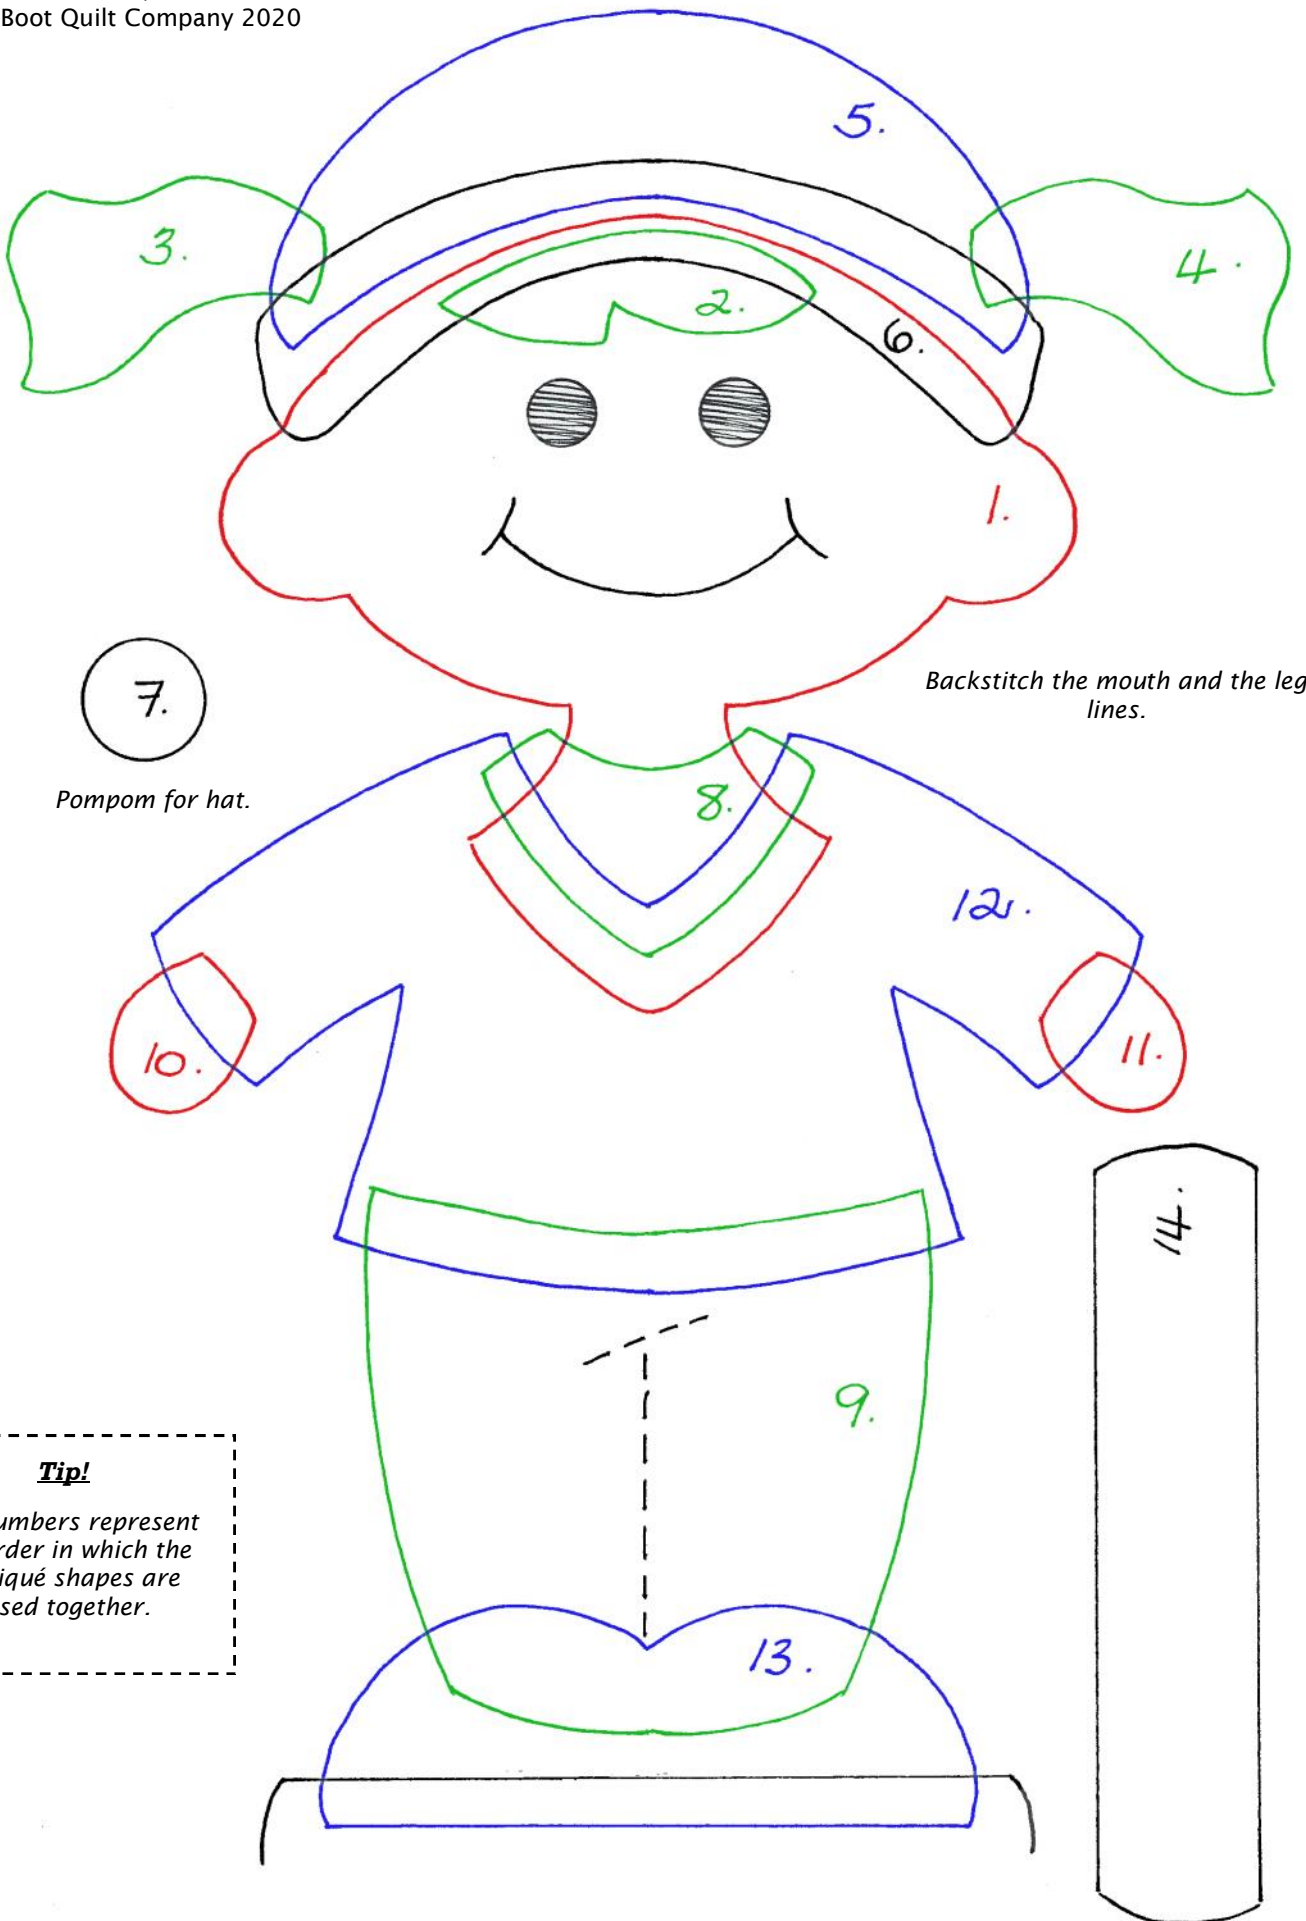 Boot Quilt Company 2020
5.
3.
4.
2.
6.
1.
7.
Backstitch the mouth and the leg
lines.
Pompom for hat.
8.
12.
10.
11.
14.
9.
Tip!
umbers represent
rder in which the
iqué shapes are
sed together.
13.